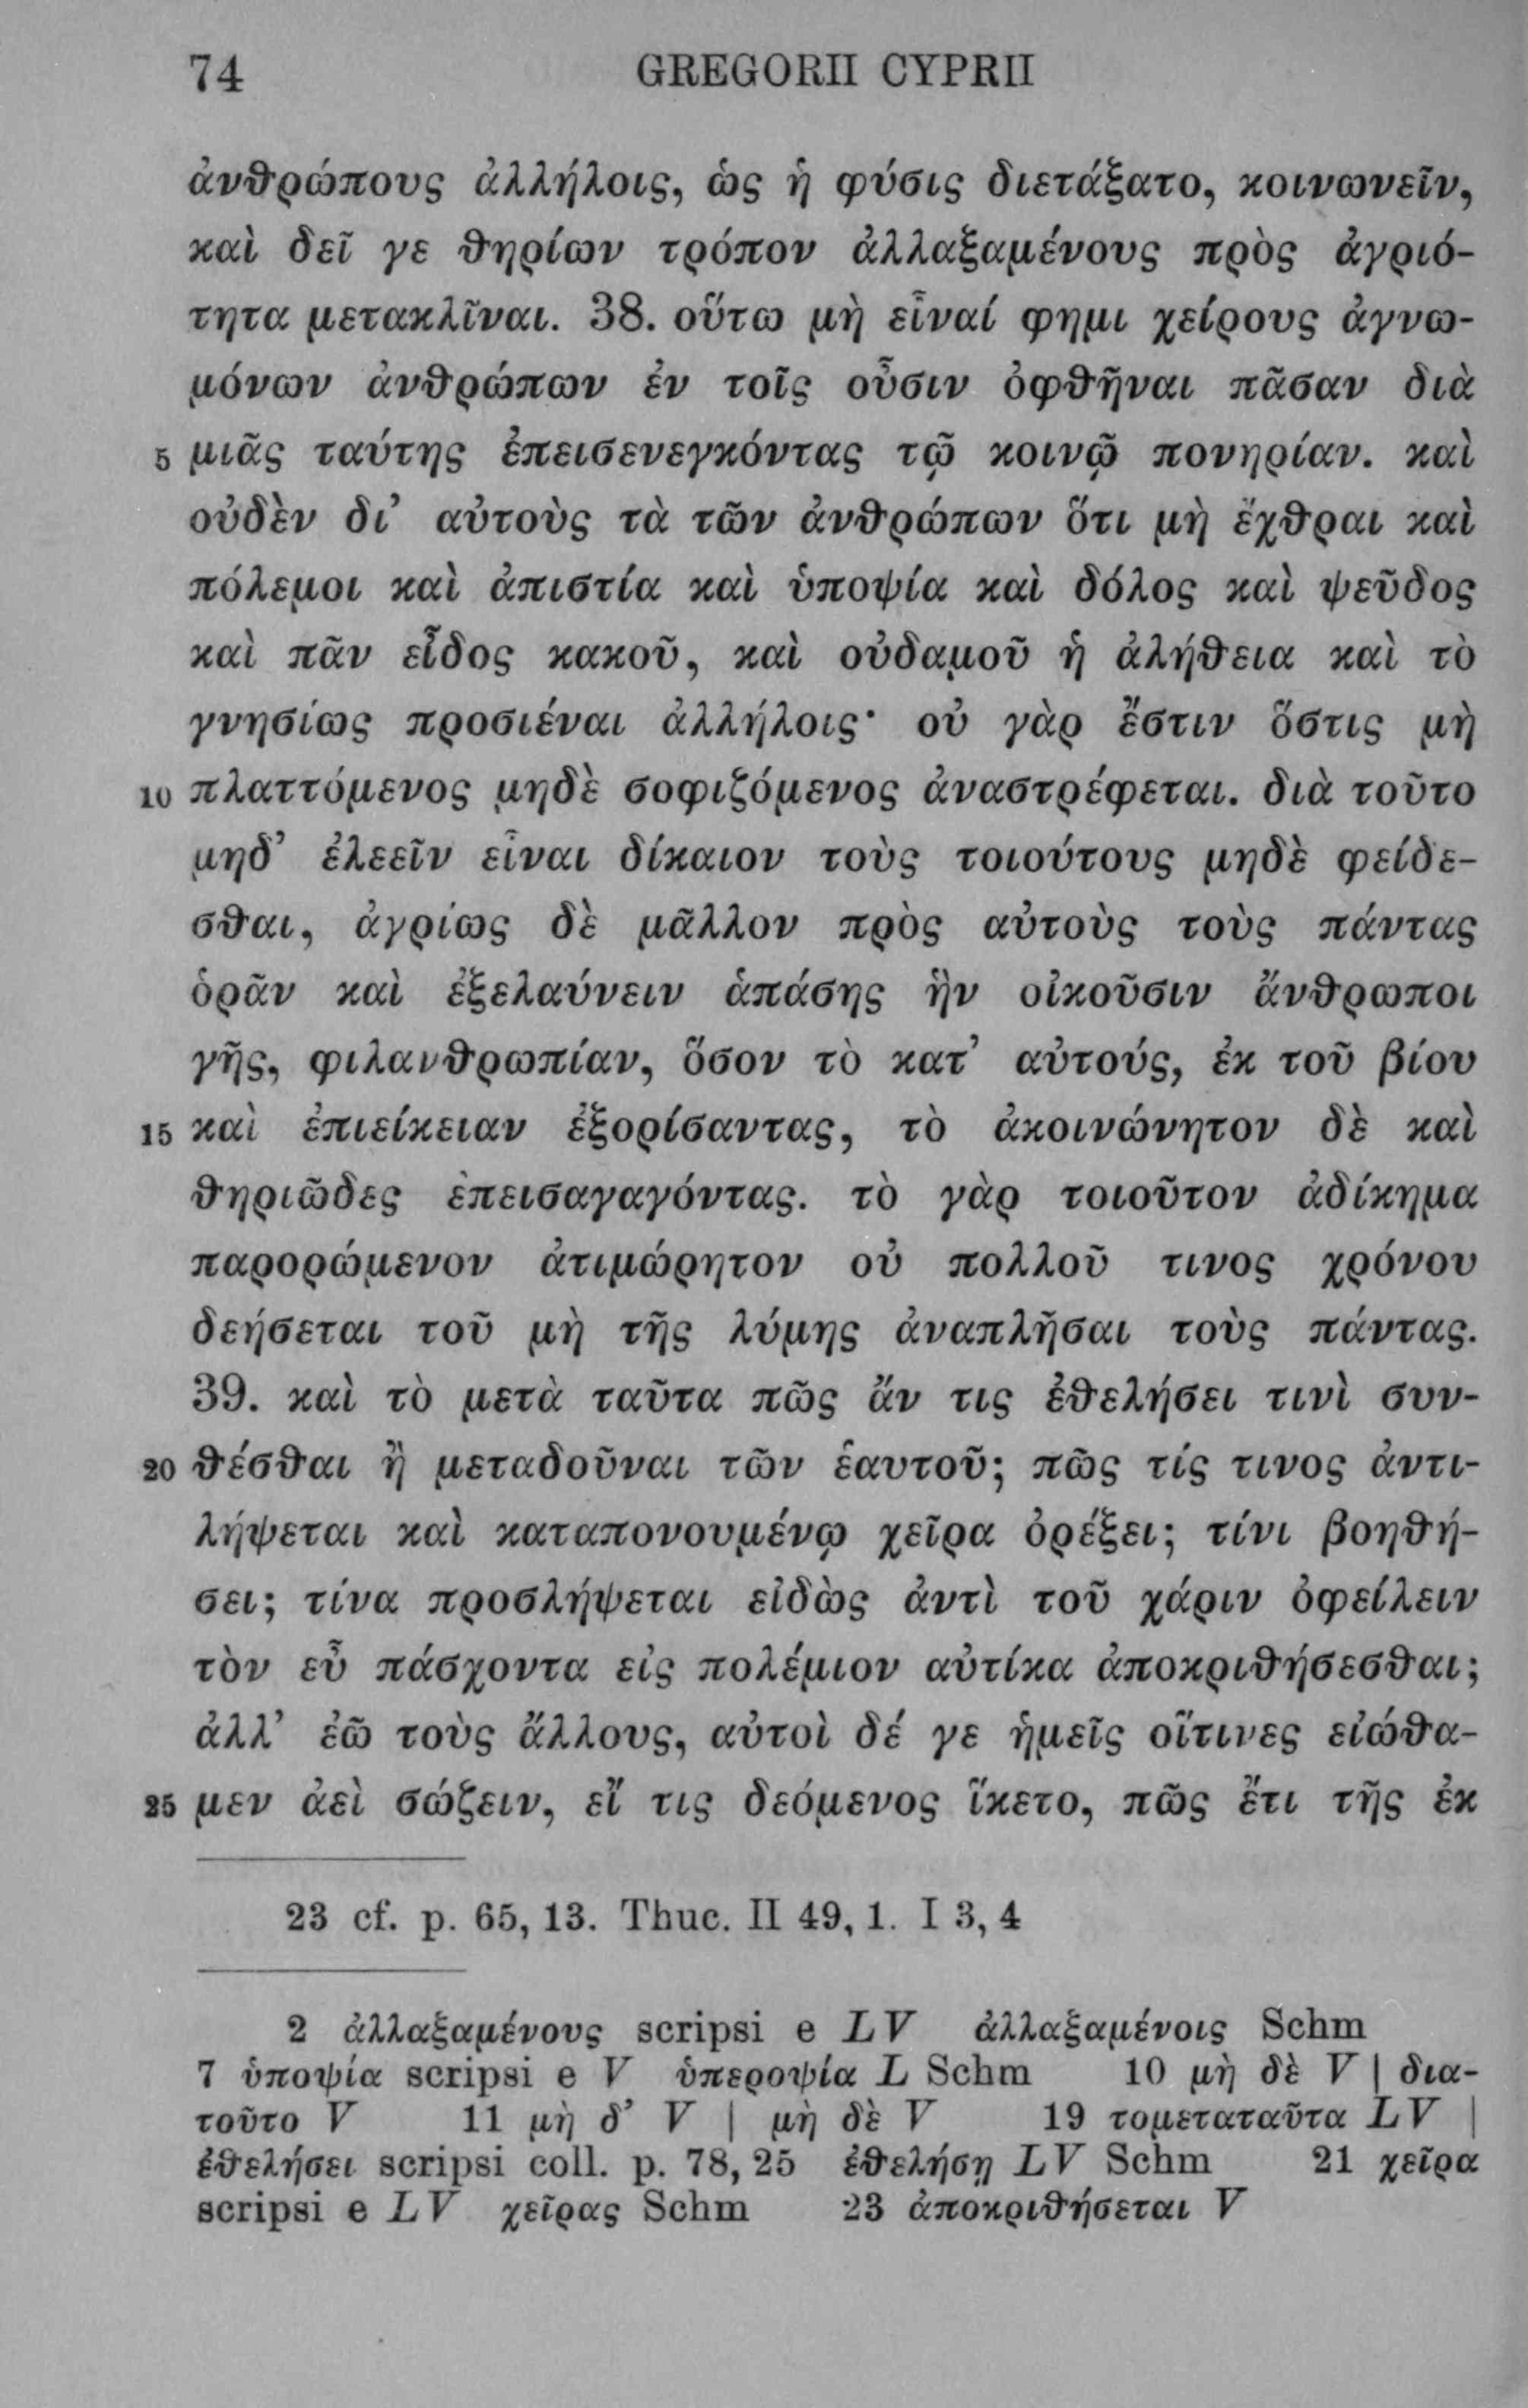 74 GREGORII CYPRII
ἀνθρώπους ἀλλήλοις, ὡς ἡ φύσις διετάξατο, κοινωνεῖν,
καὶ δεῖ γε θηρίων τρόπον ἀλλαξαμένους πρὸς ἀγριό-
τητα μετακλῖναι. 38. οὕτω μὴ εἶναί φημι χείρους ἀγνω-
μόνων ἀνθρώπων ἐν τοῖς οὖσιν ὀφθῆναι πᾶσαν διὰ
5 μιᾶς ταύτης ἐπεισενεγκόντας τῷ κοινῷ πονηρίαν. καὶ
οὐδὲν δι᾽ αὐτοὺς τὰ τῶν ἀνθρώπων ὅτι μὴ ἔχθραι καὶ
πόλεμοι καὶ ἀπιστία καὶ ὑποψία καὶ δόλος καὶ ψεῦδος
καὶ πᾶν εἶδος κακοῦ, καὶ οὐδαμοῦ ἡ ἀλήθεια καὶ τὸ
γνησίως προσιέναι ἀλλήλοις· οὐ γὰρ ἔστιν ὅστις μὴ
10 πλαττόμενος μηδὲ σοφιζόμενος ἀναστρέφεται. διὰ τοῦτο
μηδ᾽ ἐλεεῖν εἶναι δίκαιον τοὺς τοιούτους μηδὲ φείδε-
σθαι, ἀγρίως δὲ μᾶλλον πρὸς αὐτοὺς τοὺς πάντας
ὁρᾶν καὶ ἐξελαύνειν ἁπάσης ἣν οἰκοῦσιν ἄνθρωποι
γῆς, φιλανθρωπίαν, ὅσον τὸ κατ᾽ αὐτούς, ἐκ τοῦ βίου
15 καὶ ἐπιείκειαν ἐξορίσαντας, τὸ ἀκοινώνητον δὲ καὶ
θηριῶδες ἐπεισαγαγόντας. τὸ γὰρ τοιοῦτον ἀδίκημα
παρορώμενον ἀτιμώρητον οὐ πολλοῦ τινος χρόνου
δεήσεται τοῦ μὴ τῆς λύμης ἀναπλῆσαι τοὺς πάντας.
39. καὶ τὸ μετὰ ταῦτα πῶς ἄν τις ἐθελήσει τινὶ συν-
20 θέσθαι ἢ μεταδοῦναι τῶν ἑαυτοῦ; πῶς τίς τινος ἀντι-
λήψεται καὶ καταπονουμένῳ χεῖρα ὀρέξει; τίνι βοηθή-
σει; τίνα προσλήψεται εἰδὼς ἀντὶ τοῦ χάριν ὀφείλειν
τὸν εὖ πάσχοντα εἰς πολέμιον αὐτίκα ἀποκριθήσεσθαι;
ἀλλ᾽ ἐῶ τοὺς ἄλλους, αὐτοὶ δέ γε ἡμεῖς οἵτινες εἰώθα-
25 μεν ἀεὶ σώζειν, εἴ τις δεόμενος ἵκετο, πῶς ἔτι τῆς ἐκ
23 cf. p. 65, 13. Thuc. II 49, 1. I 3, 4
2 ἀλλαξαμένους scripsi e LV ἀλλαξαμένοις Schm
7 ὑποψία scripsi e V ὑπεροψία L Schm 10 μὴ δὲ V | δια-
τοῦτο V 11 μὴ δ᾽ V | μὴ δὲ V 19 τομεταταῦτα LV |
ἐθελήσει scripsi coll. p. 78, 25 ἐθελήσῃ LV Schm 21 χεῖρα
scripsi e LV χεῖρας Schm 23 ἀποκριθήσεται V